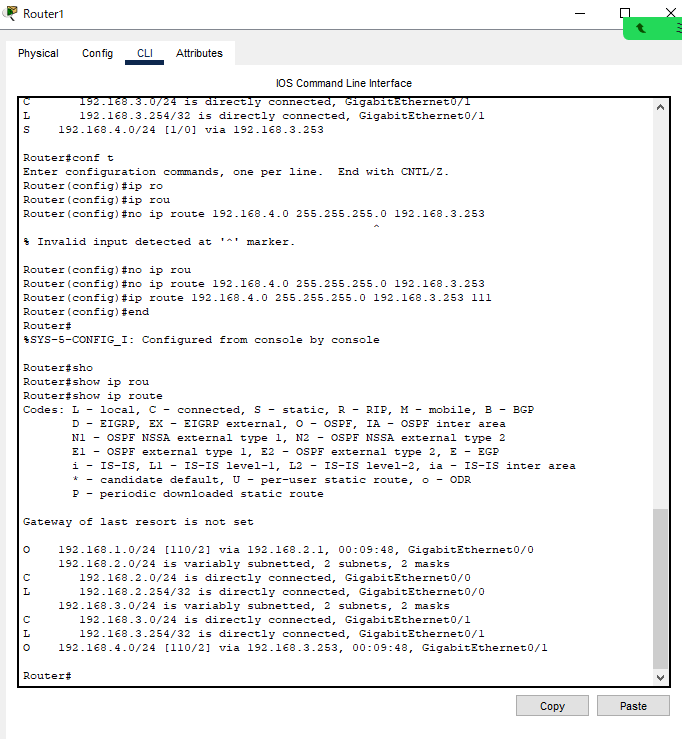 Router1
Physical Config CLI Attributes
IOS Command Line Interface
C 192.168.3.0/24 is directly connected, GigabitEthernet0/1
L 192.168.3.254/32 is directly connected, GigabitEthernet0/1
S 192.168.4.0/24 [1/0] via 192.168.3.253
Router#conf t
Enter configuration commands, one per line. End with CNTL/Z.
Router(config)#ip ro
Router(config)#ip rou
Router(config)#no ip route 192.168.4.0 255.255.255.0 192.168.3.253
^
% Invalid input detected at '^' marker.
Router(config)#no ip rou
Router(config)#no ip route 192.168.4.0 255.255.255.0 192.168.3.253
Router(config)#ip route 192.168.4.0 255.255.255.0 192.168.3.253 111
Router(config)#end
Router#
%SYS-5-CONFIG_I: Configured from console by console
Router#sho
Router#show ip rou
Router#show ip route
Codes: L - local, C - connected, S - static, R - RIP, M - mobile, B - BGP
D - EIGRP, EX - EIGRP external, O - OSPF, IA - OSPF inter area
N1 - OSPF NSSA external type 1, N2 - OSPF NSSA external type 2
E1 - OSPF external type 1, E2 - OSPF external type 2, E - EGP
i - IS-IS, L1 - IS-IS level-1, L2 - IS-IS level-2, ia - IS-IS inter area
* - candidate default, U - per-user static route, o - ODR
P - periodic downloaded static route
Gateway of last resort is not set
O 192.168.1.0/24 [110/2] via 192.168.2.1, 00:09:48, GigabitEthernet0/0
192.168.2.0/24 is variably subnetted, 2 subnets, 2 masks
C 192.168.2.0/24 is directly connected, GigabitEthernet0/0
L 192.168.2.254/32 is directly connected, GigabitEthernet0/0
192.168.3.0/24 is variably subnetted, 2 subnets, 2 masks
C 192.168.3.0/24 is directly connected, GigabitEthernet0/1
L 192.168.3.254/32 is directly connected, GigabitEthernet0/1
O 192.168.4.0/24 [110/2] via 192.168.3.253, 00:09:48, GigabitEthernet0/1
Router#
Copy Paste